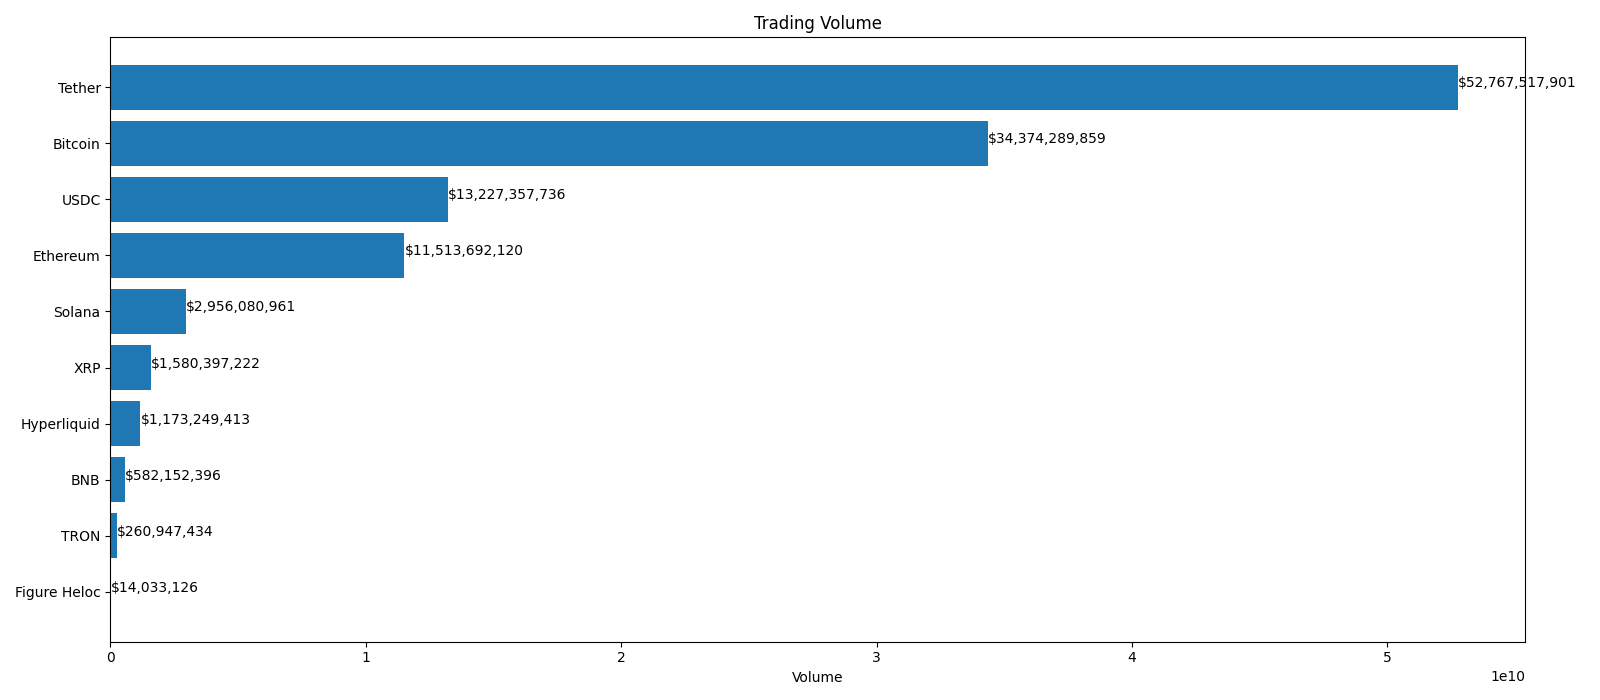 Trading Volume
Tether $52,767,517,901
Bitcoin $34,374,289,859
USDC $13,227,357,736
Ethereum $11,513,692,120
Solana $2,956,080,961
XRP $1,580,397,222
Hyperliquid $1,173,249,413
BNB $582,152,396
TRON $260,947,434
Figure Heloc $14,033,126
0 1 2 3 4 5
1e10
Volume